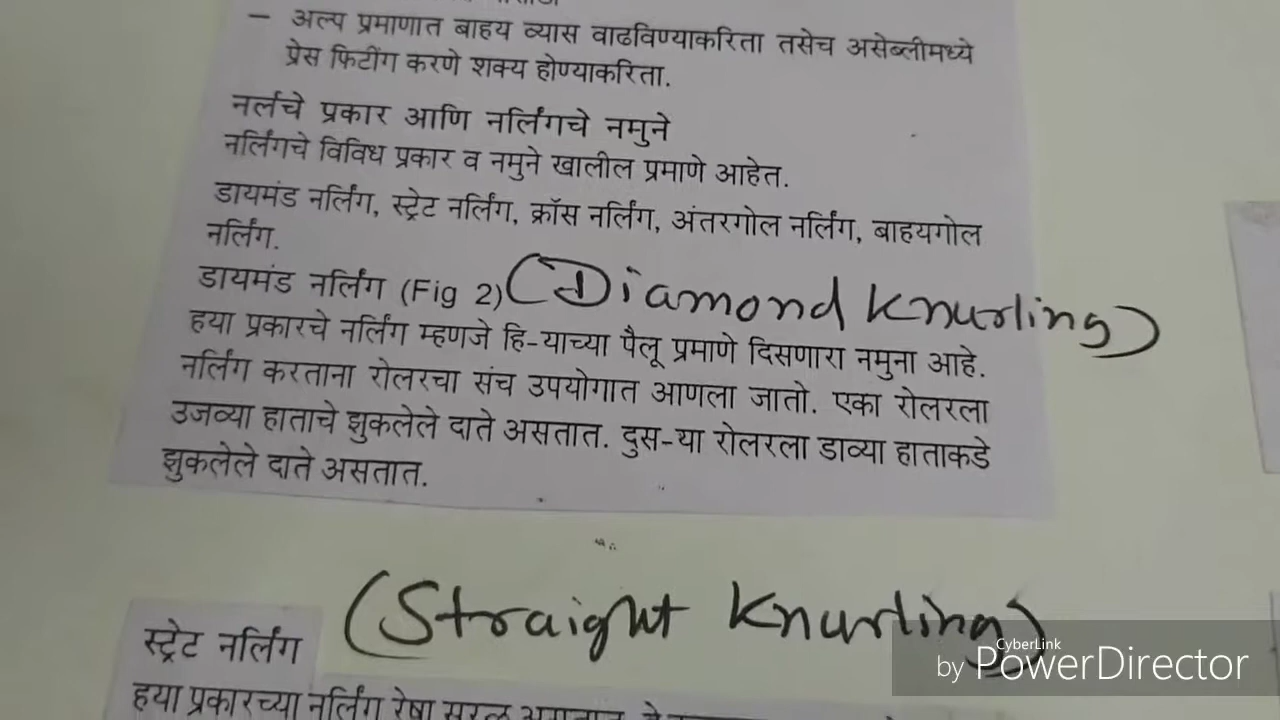 – अल्प प्रमाणात बाहय व्यास वाढविण्याकरिता तसेच असेब्लीमध्ये
प्रेस फिटींग करणे शक्य होण्याकरिता.
नर्लचे प्रकार आणि नर्लिंगचे नमुने
नर्लिंगचे विविध प्रकार व नमुने खालील प्रमाणे आहेत.
डायमंड नर्लिंग, स्ट्रेट नर्लिंग, क्रॉस नर्लिंग, अंतरगोल नर्लिंग, बाहयगोल
नर्लिंग.
डायमंड नर्लिंग (Fig 2) (Diamond Knurling)
हया प्रकारचे नर्लिंग म्हणजे हि-याच्या पैलू प्रमाणे दिसणारा नमुना आहे.
नर्लिंग करताना रोलरचा संच उपयोगात आणला जातो. एका रोलरला
उजव्या हाताचे झुकलेले दाते असतात. दुस-या रोलरला डाव्या हाताकडे
झुकलेले दाते असतात.
स्ट्रेट नर्लिंग (Straight Knurling)
हया प्रकारच्या नर्लिंग रेषा सरळ
CyberLink
by PowerDirector